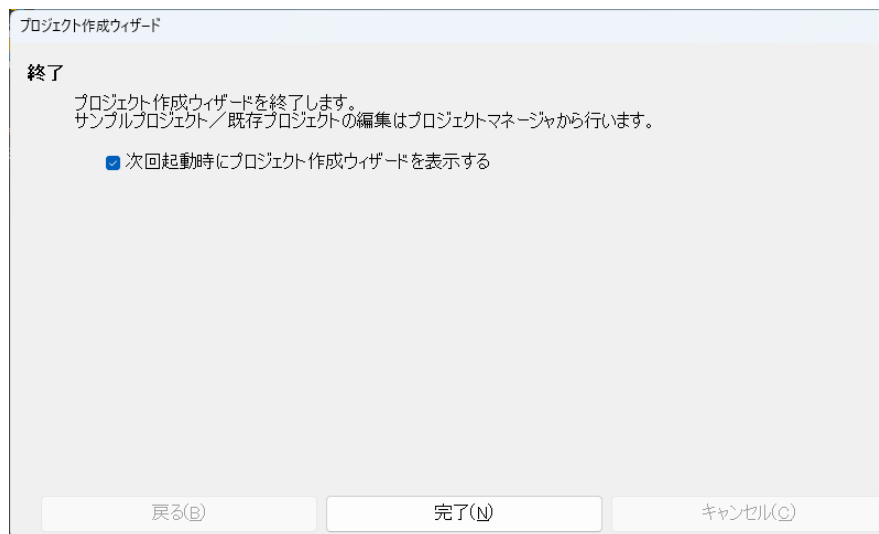 プロジェクト作成ウィザード
終了
プロジェクト作成ウィザードを終了します。
サンプルプロジェクト／既存プロジェクトの編集はプロジェクトマネージャから行います。
次回起動時にプロジェクト作成ウィザードを表示する
戻る(B) 完了(N) キャンセル(C)